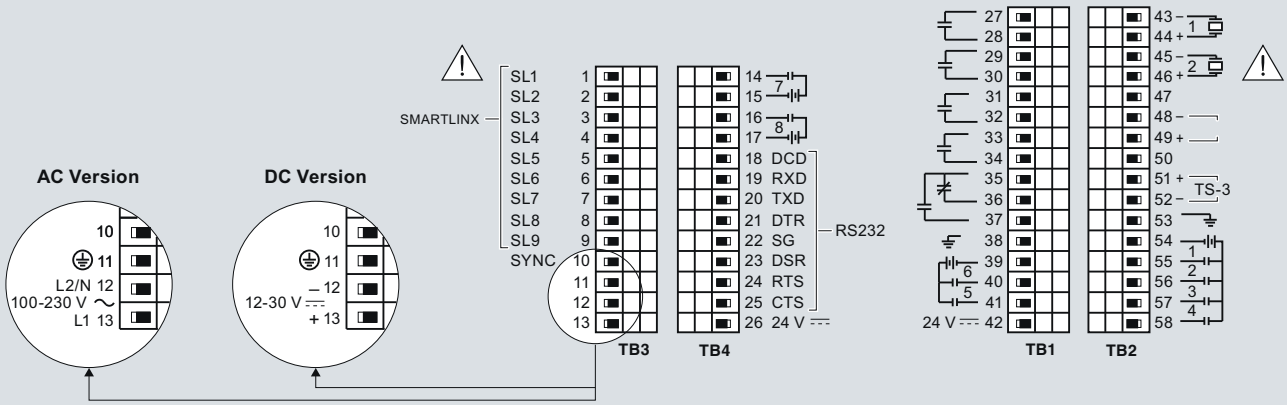 AC Version
10
11
L2/N 12
100-230 V
L1 13
DC Version
10
11
– 12
12-30 V
+ 13
SMARTLINX
SL1 1
SL2 2
SL3 3
SL4 4
SL5 5
SL6 6
SL7 7
SL8 8
SL9 9
SYNC 10
11
12
13
TB3
14
7
15
16
8
17
18 DCD
19 RXD
20 TXD
21 DTR
22 SG
23 DSR
24 RTS
25 CTS
26 24 V
RS232
TB4
27
28
29
30
31
32
33
34
35
36
37
38
39
6
40
5
41
24 V 42
TB1
43 –
1
44 +
45 –
2
46 +
47
48 –
49 +
50
51 +
TS-3
52 –
53
54
1
55
2
56
3
57
4
58
TB2
!
!